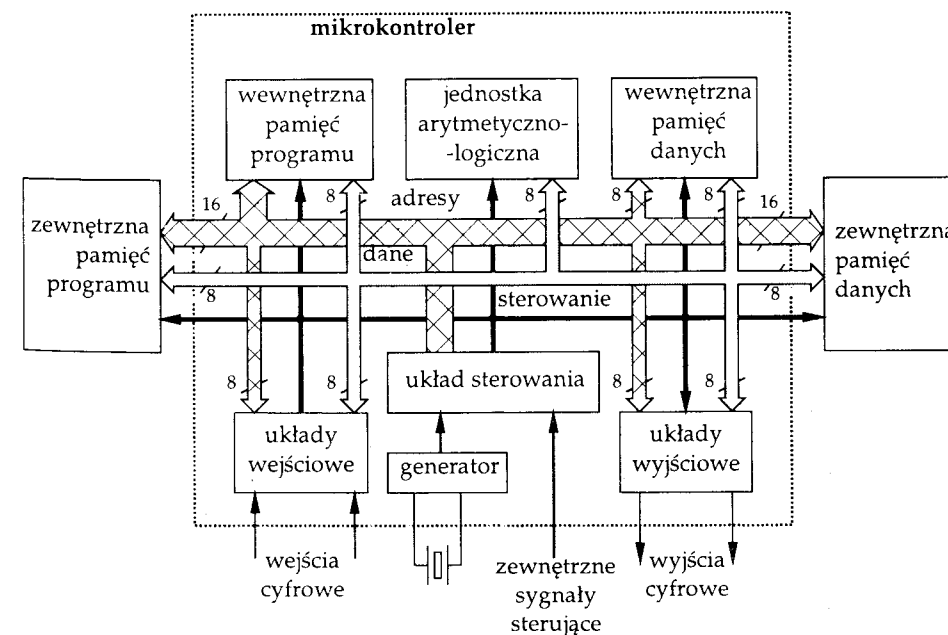 mikrokontroler
wewnętrzna
pamięć
programu
jednostka
arytmetyczno-
-logiczna
wewnętrzna
pamięć
danych
8
8
8
8
adresy
16
16
zewnętrzna
pamięć
programu
zewnętrzna
pamięć
danych
dane
8
sterowanie
8
8
8
8
8
układ sterowania
układy
wejściowe
generator
układy
wyjściowe
wejścia
cyfrowe
zewnętrzne
sygnały
sterujące
wyjścia
cyfrowe